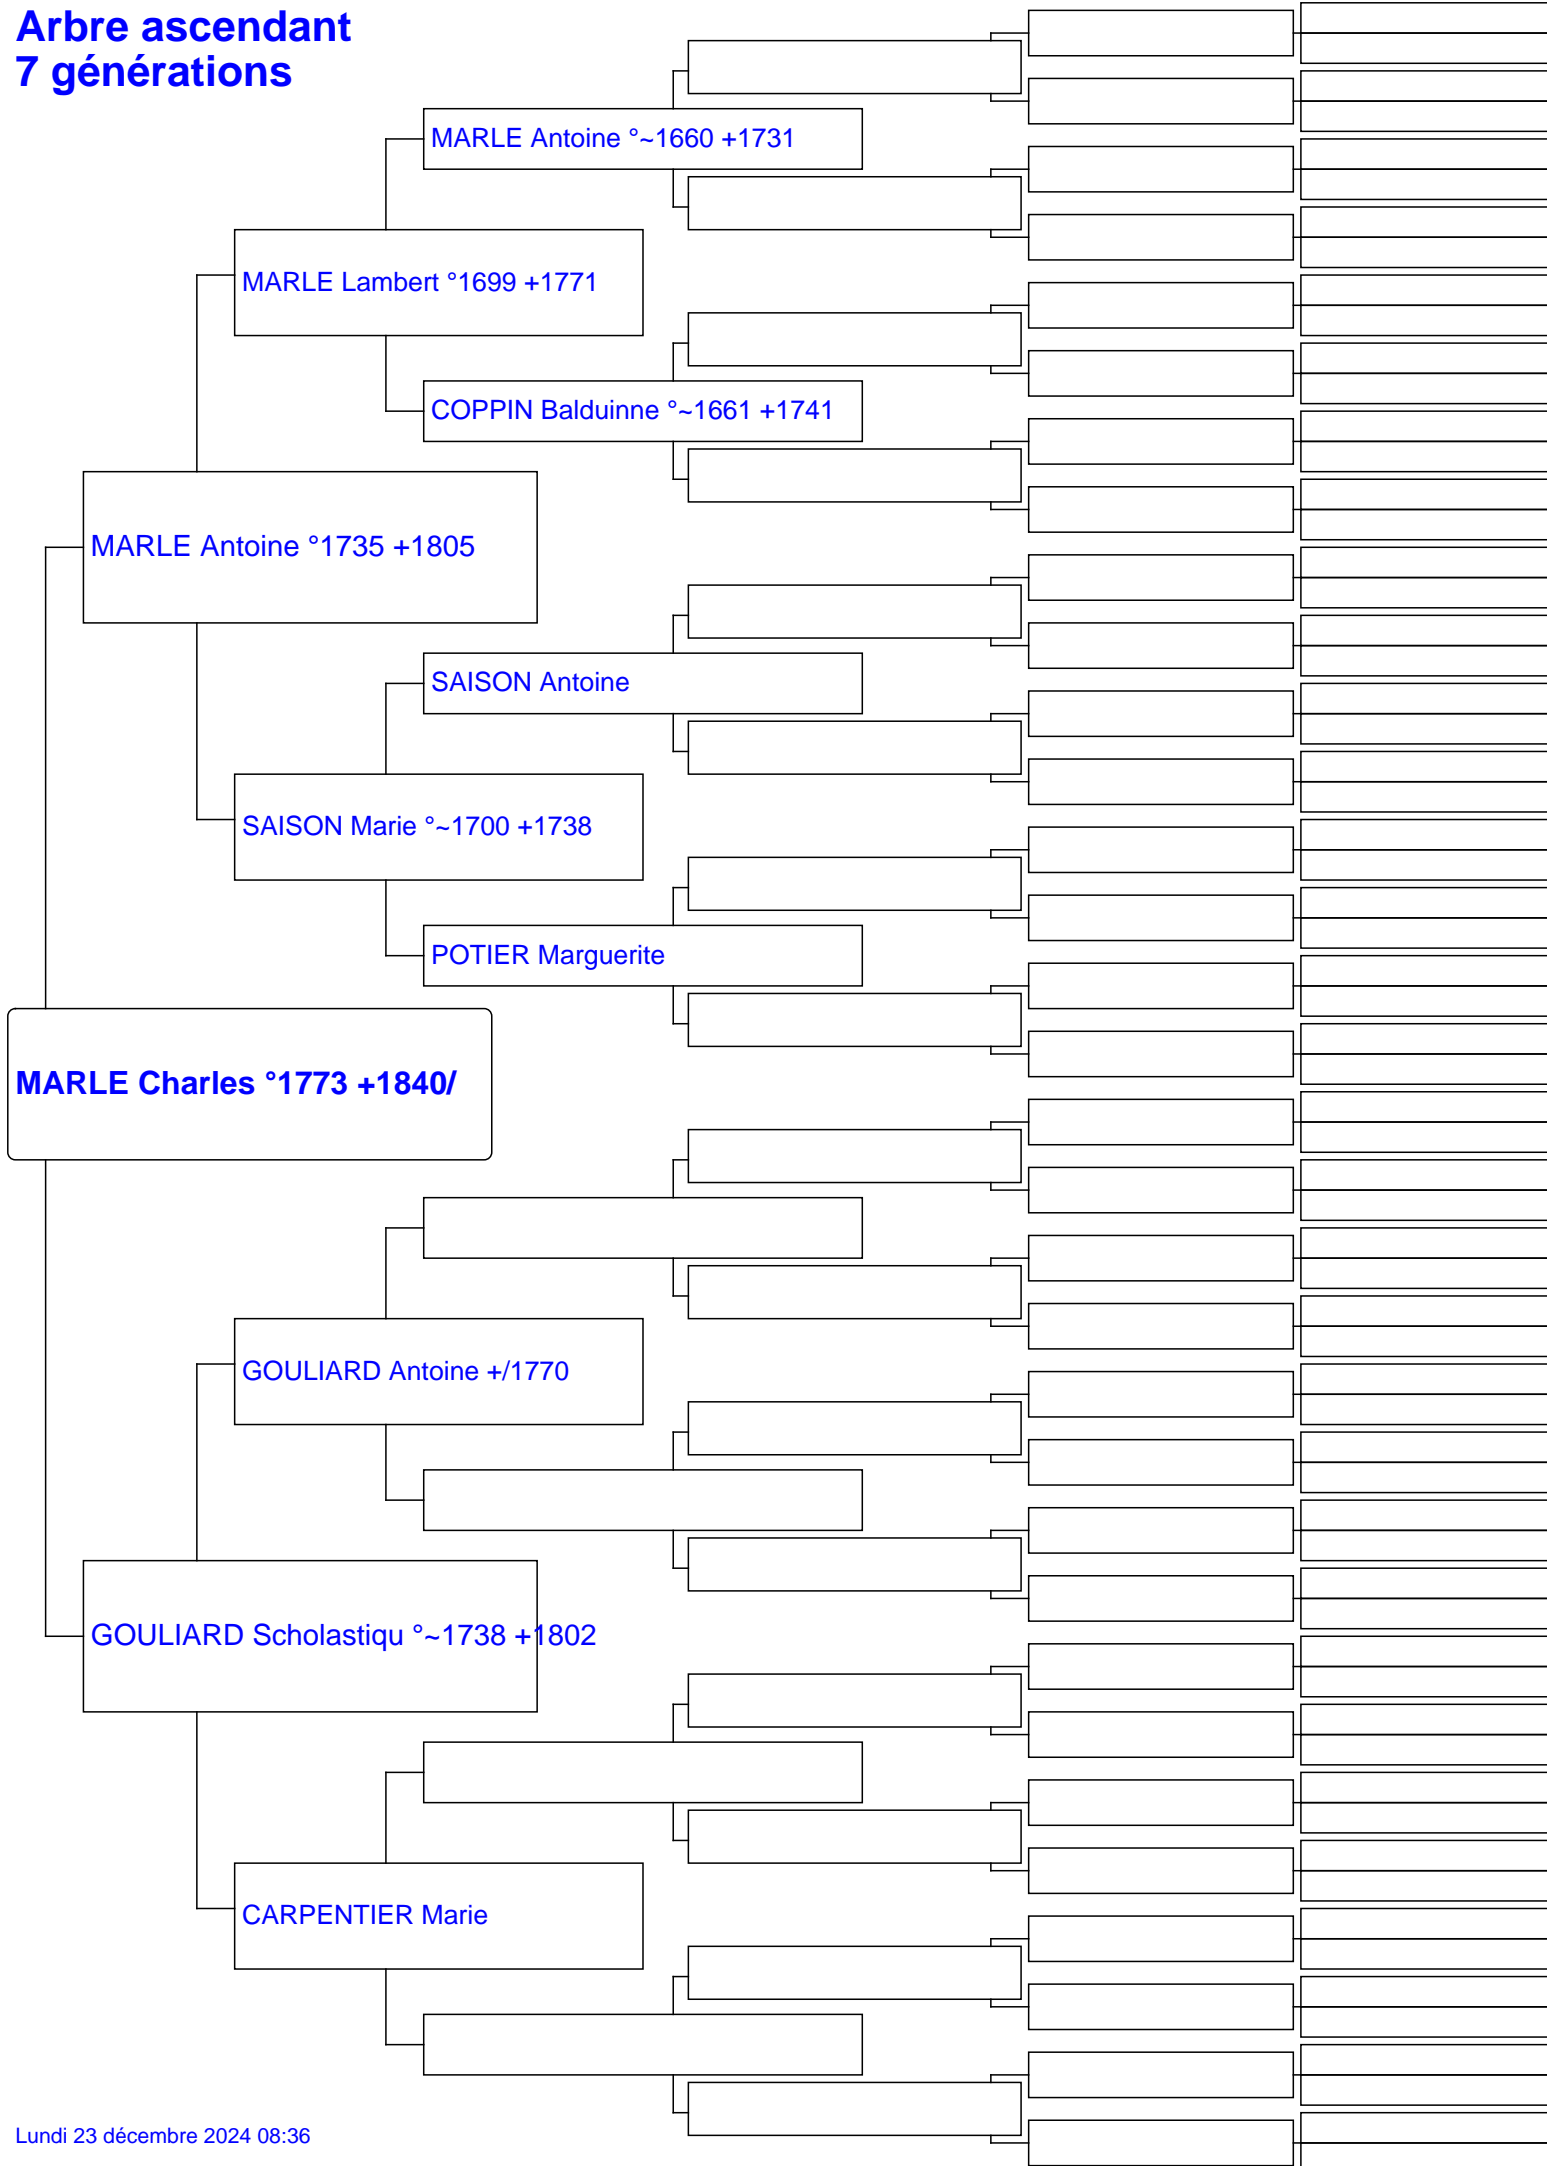 Arbre ascendant
7 générations
MARLE Antoine °~1660 +1731
MARLE Lambert °1699 +1771
COPPIN Balduinne °~1661 +1741
MARLE Antoine °1735 +1805
SAISON Antoine
SAISON Marie °~1700 +1738
POTIER Marguerite
MARLE Charles °1773 +1840/
GOULIARD Antoine +/1770
GOULIARD Scholastiqu °~1738 +1802
CARPENTIER Marie
Lundi 23 décembre 2024 08:36